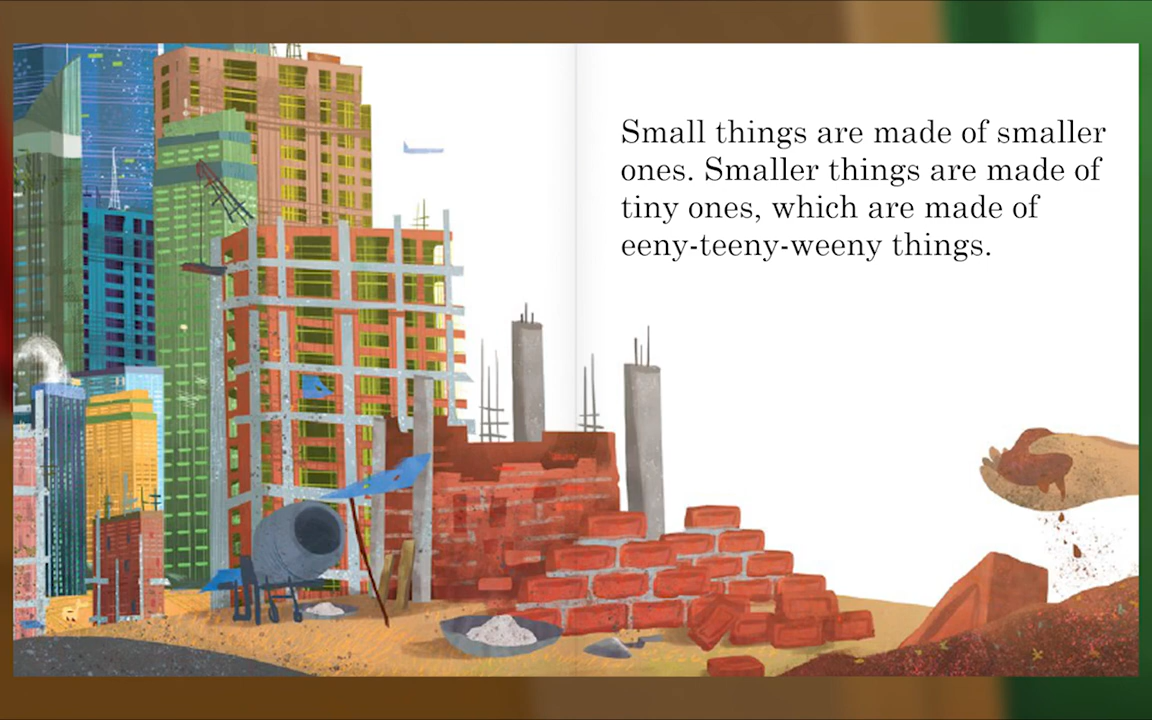 Small things are made of smaller
ones. Smaller things are made of
tiny ones, which are made of
eeny-teeny-weeny things.